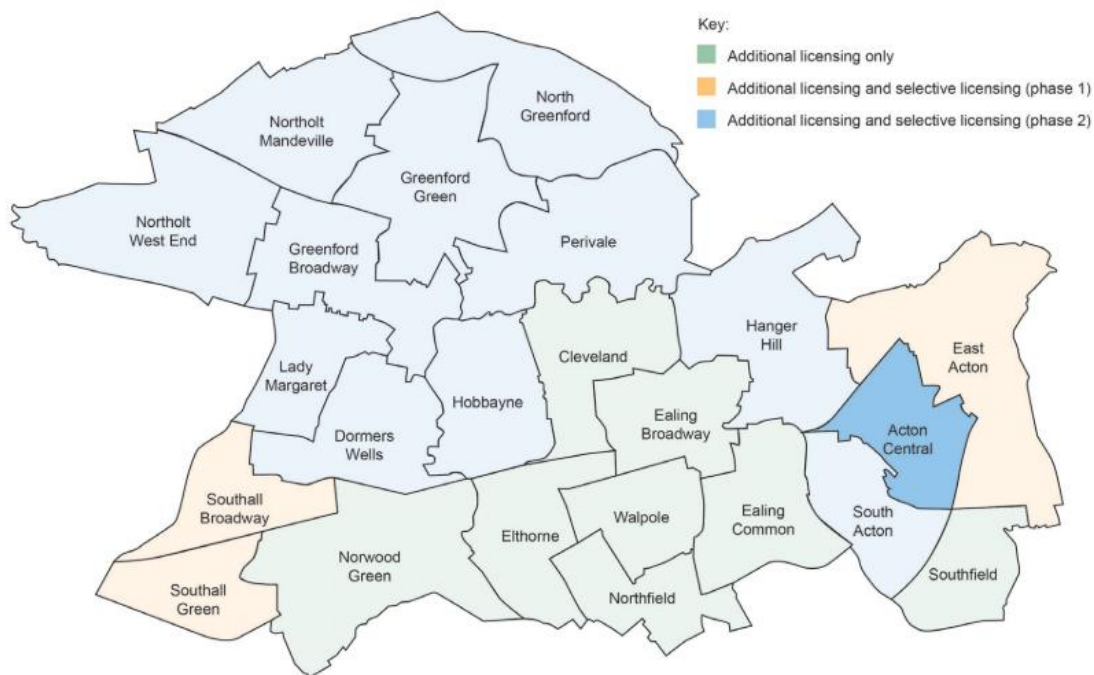 Key:
Additional licensing only
Additional licensing and selective licensing (phase 1)
Additional licensing and selective licensing (phase 2)
North
Greenford
Northolt
Mandeville
Greenford
Green
Northolt
West End
Greenford
Broadway
Perivale
Hanger
Hill
East
Acton
Cleveland
Lady
Margaret
Hobbayne
Ealing
Broadway
Acton
Central
Dormers
Wells
Southall
Broadway
Walpole
Ealing
Common
South
Acton
Elthorne
Norwood
Green
Southfield
Southall
Green
Northfield